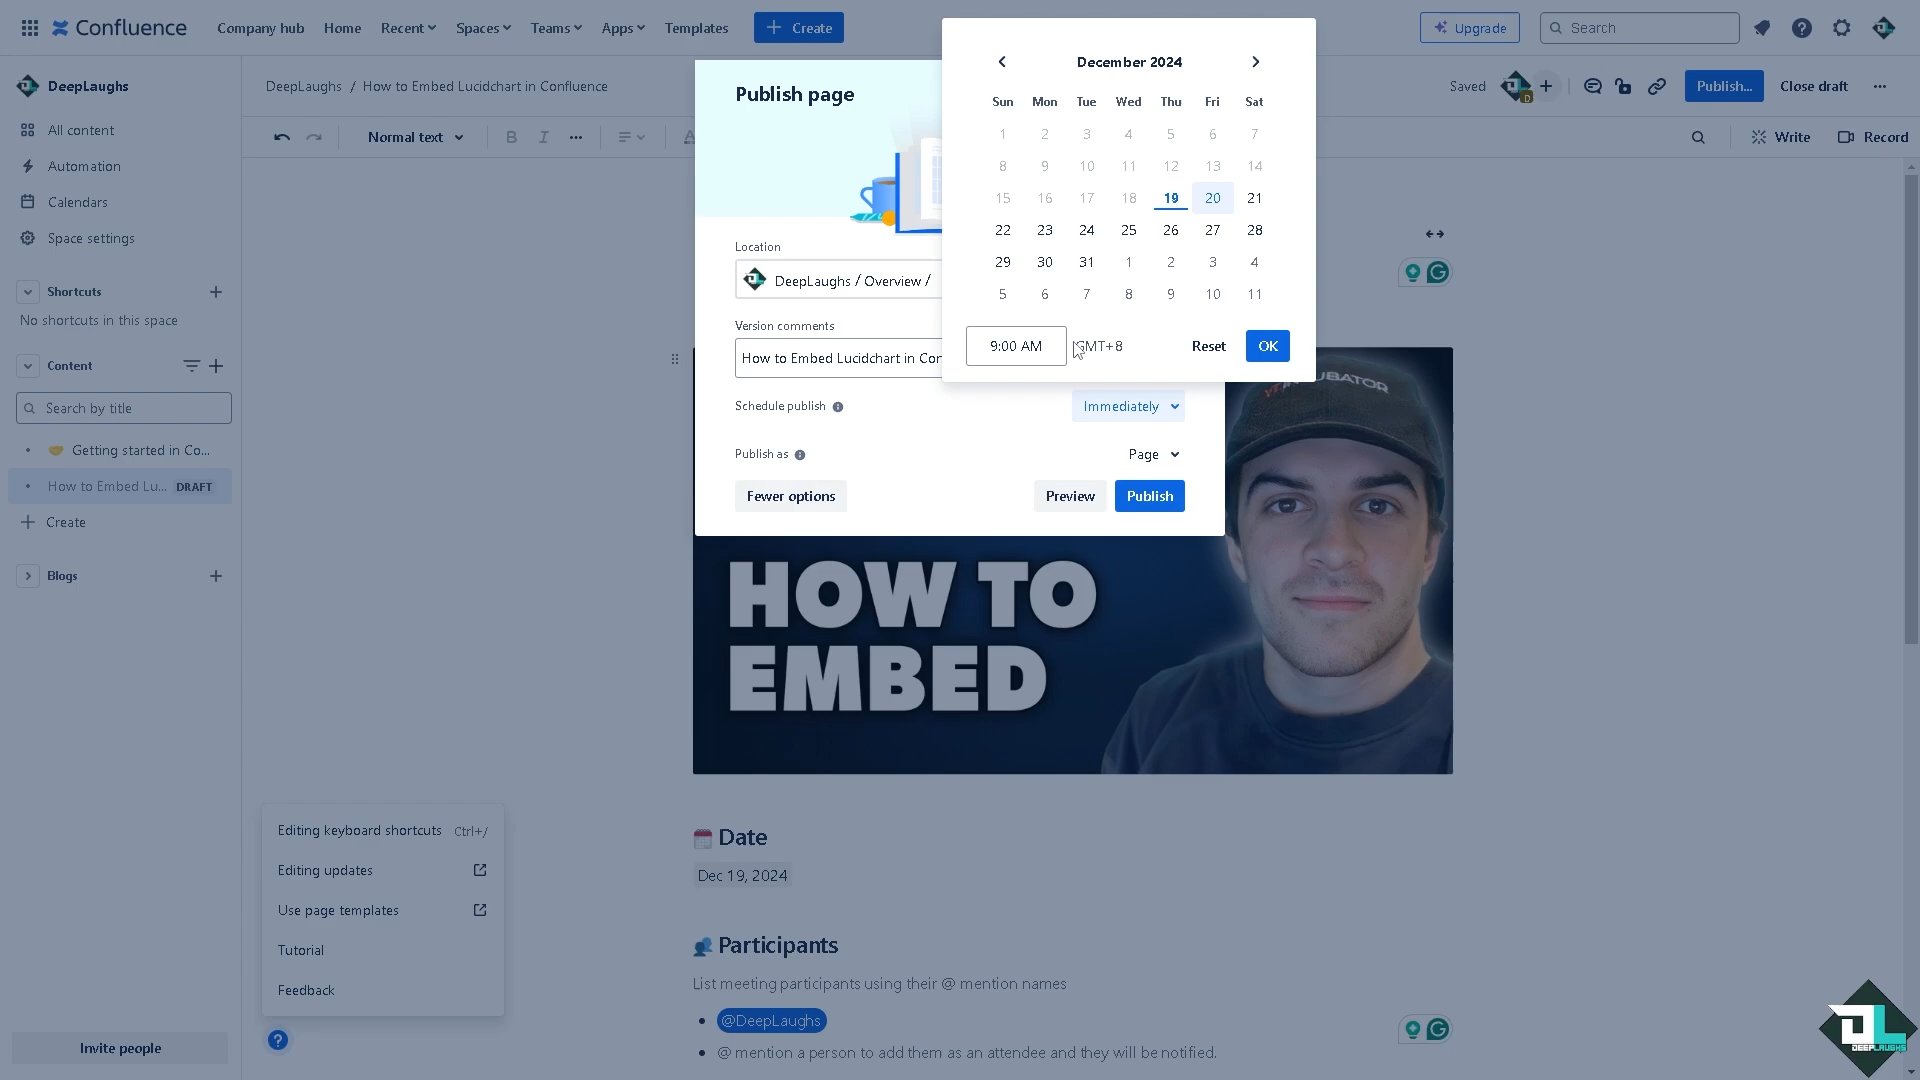 Confluence
Company hub
Home
Recent
Spaces
Teams
Apps
Templates
Create
Upgrade
Search
DeepLaughs
All content
Automation
Calendars
Space settings
Shortcuts
No shortcuts in this space
Content
Search by title
Getting started in Co...
How to Embed Lu... DRAFT
Create
Blogs
Invite people
DeepLaughs / How to Embed Lucidchart in Confluence
Saved
Publish...
Close draft
Normal text
Write
Record
Publish page
Location
DeepLaughs / Overview /
Version comments
How to Embed Lucidchart in Con
Schedule publish
Immediately
Publish as
Page
Fewer options
Preview
Publish
December 2024
Sun Mon Tue Wed Thu Fri Sat
1 2 3 4 5 6 7
8 9 10 11 12 13 14
15 16 17 18 19 20 21
22 23 24 25 26 27 28
29 30 31 1 2 3 4
5 6 7 8 9 10 11
9:00 AM GMT+8
Reset
OK
HOW TO
EMBED
Date
Dec 19, 2024
Participants
List meeting participants using their @ mention names
@DeepLaughs
@ mention a person to add them as an attendee and they will be notified.
Editing keyboard shortcuts Ctrl+/
Editing updates
Use page templates
Tutorial
Feedback
DEEPLAUGHS